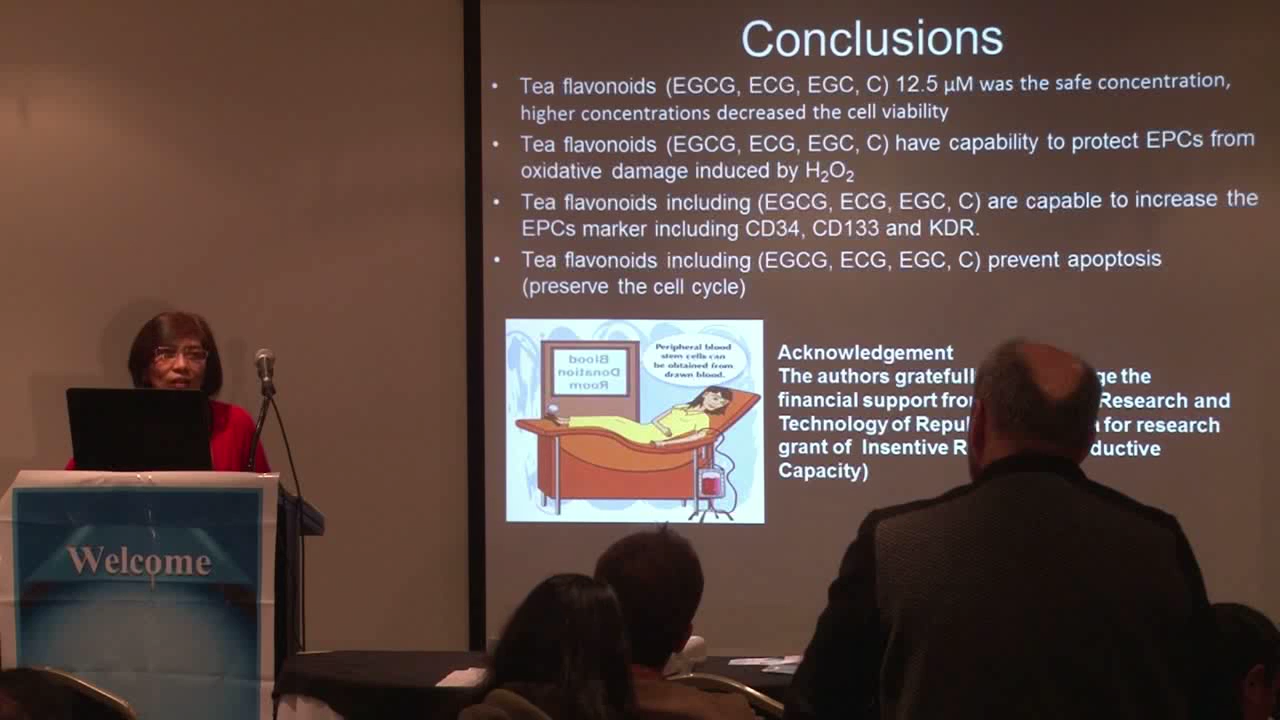 Conclusions
• Tea flavonoids (EGCG, ECG, EGC, C) 12.5 µM was the safe concentration,
higher concentrations decreased the cell viability
• Tea flavonoids (EGCG, ECG, EGC, C) have capability to protect EPCs from
oxidative damage induced by H₂O₂
• Tea flavonoids including (EGCG, ECG, EGC, C) are capable to increase the
EPCs marker including CD34, CD133 and KDR.
• Tea flavonoids including (EGCG, ECG, EGC, C) prevent apoptosis
(preserve the cell cycle)
Blood
Donation
Room
Peripheral blood
stem cells can
be obtained from
drawn blood.
Acknowledgement
The authors the
financial support Research and
Technology of for research
grant of Insentive
Capacity)
Welcome